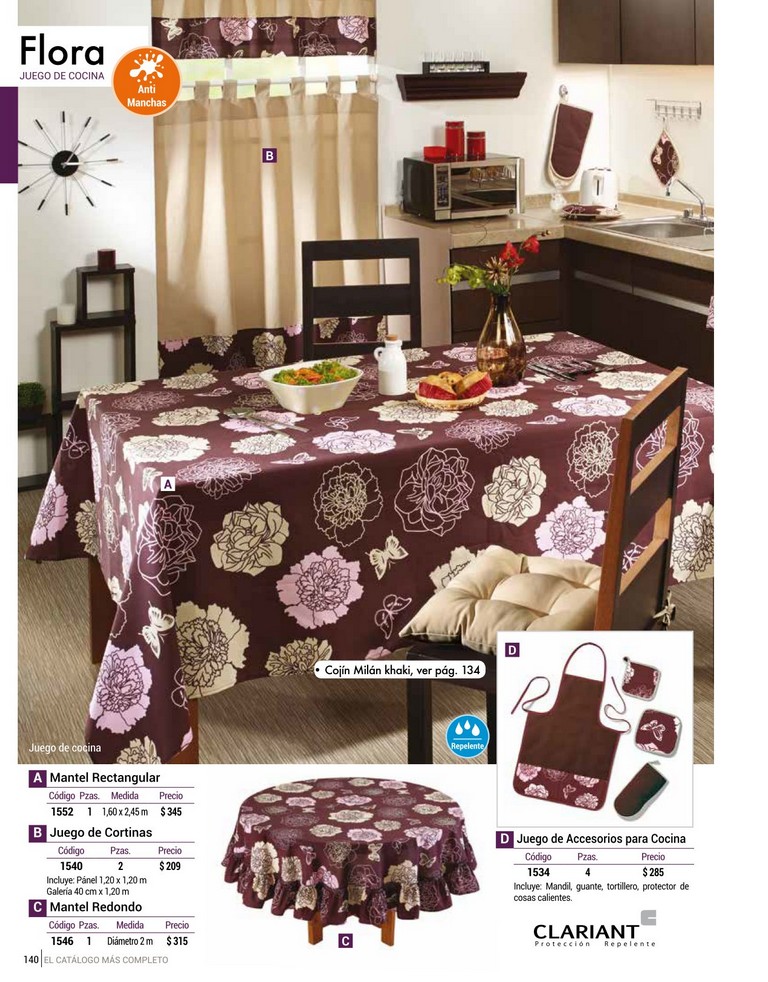 Flora
JUEGO DE COCINA
Anti
Manchas
B
A
• Cojín Milán khaki, ver pág. 134
D
Repelente
Juego de cocina
A Mantel Rectangular
Código Pzas. Medida Precio
1552 1 1,60 x 2,45 m $ 345
B Juego de Cortinas
Código Pzas. Precio
1540 2 $ 209
Incluye: Pánel 1,20 x 1,20 m
Galería 40 cm x 1,20 m
C Mantel Redondo
Código Pzas. Medida Precio
1546 1 Diámetro 2 m $ 315
C
D Juego de Accesorios para Cocina
Código Pzas. Precio
1534 4 $ 285
Incluye: Mandil, guante, tortillero, protector de
cosas calientes.
CLARIANT
Protección Repelente
140 EL CATÁLOGO MÁS COMPLETO